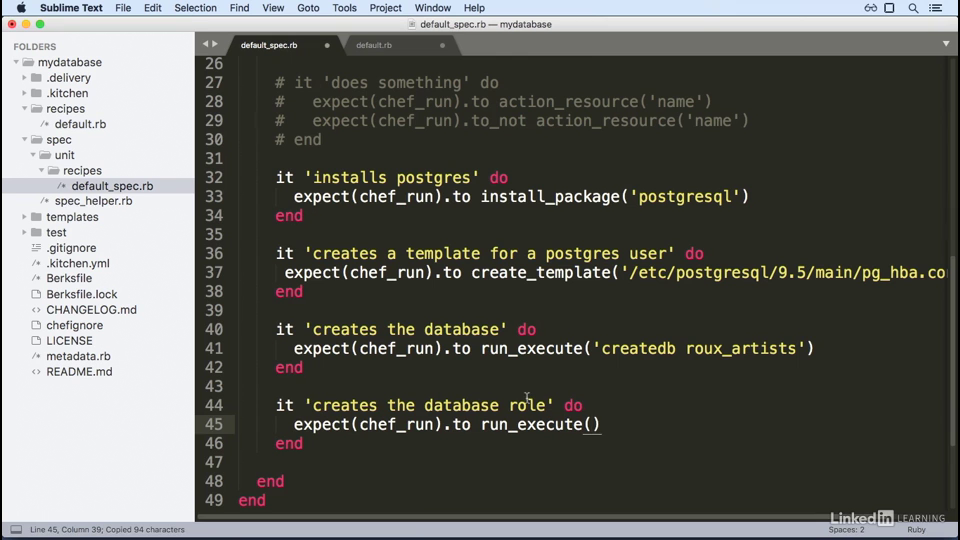 Sublime Text File Edit Selection Find View Goto Tools Project Window Help
default_spec.rb — mydatabase
FOLDERS
mydatabase
.delivery
.kitchen
recipes
default.rb
spec
unit
recipes
default_spec.rb
spec_helper.rb
templates
test
.gitignore
.kitchen.yml
Berksfile
Berksfile.lock
CHANGELOG.md
chefignore
LICENSE
metadata.rb
README.md
default_spec.rb default.rb
26
27 # it 'does something' do
28 #   expect(chef_run).to action_resource('name')
29 #   expect(chef_run).to_not action_resource('name')
30 # end
31
32 it 'installs postgres' do
33 expect(chef_run).to install_package('postgresql')
34 end
35
36 it 'creates a template for a postgres user' do
37 expect(chef_run).to create_template('/etc/postgresql/9.5/main/pg_hba.co
38 end
39
40 it 'creates the database' do
41 expect(chef_run).to run_execute('createdb roux_artists')
42 end
43
44 it 'creates the database role' do
45 expect(chef_run).to run_execute()
46 end
47
48 end
49 end
Line 45, Column 39; Copied 94 characters Spaces: 2 Ruby
Linked in LEARNING